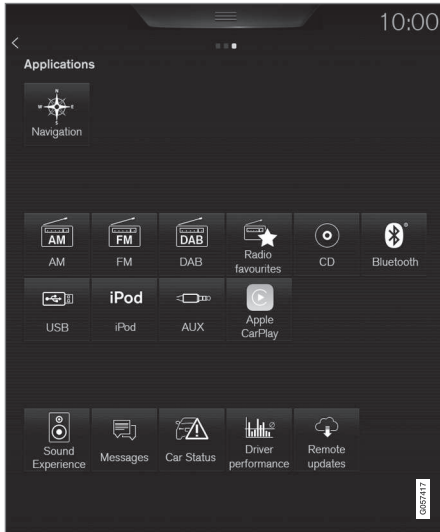 10:00
Applications
N
W E
S
Navigation
AM FM DAB
AM FM DAB Radio favourites CD Bluetooth
iPod
USB iPod AUX Apple CarPlay
Sound Experience Messages Car Status Driver performance Remote updates
G057417